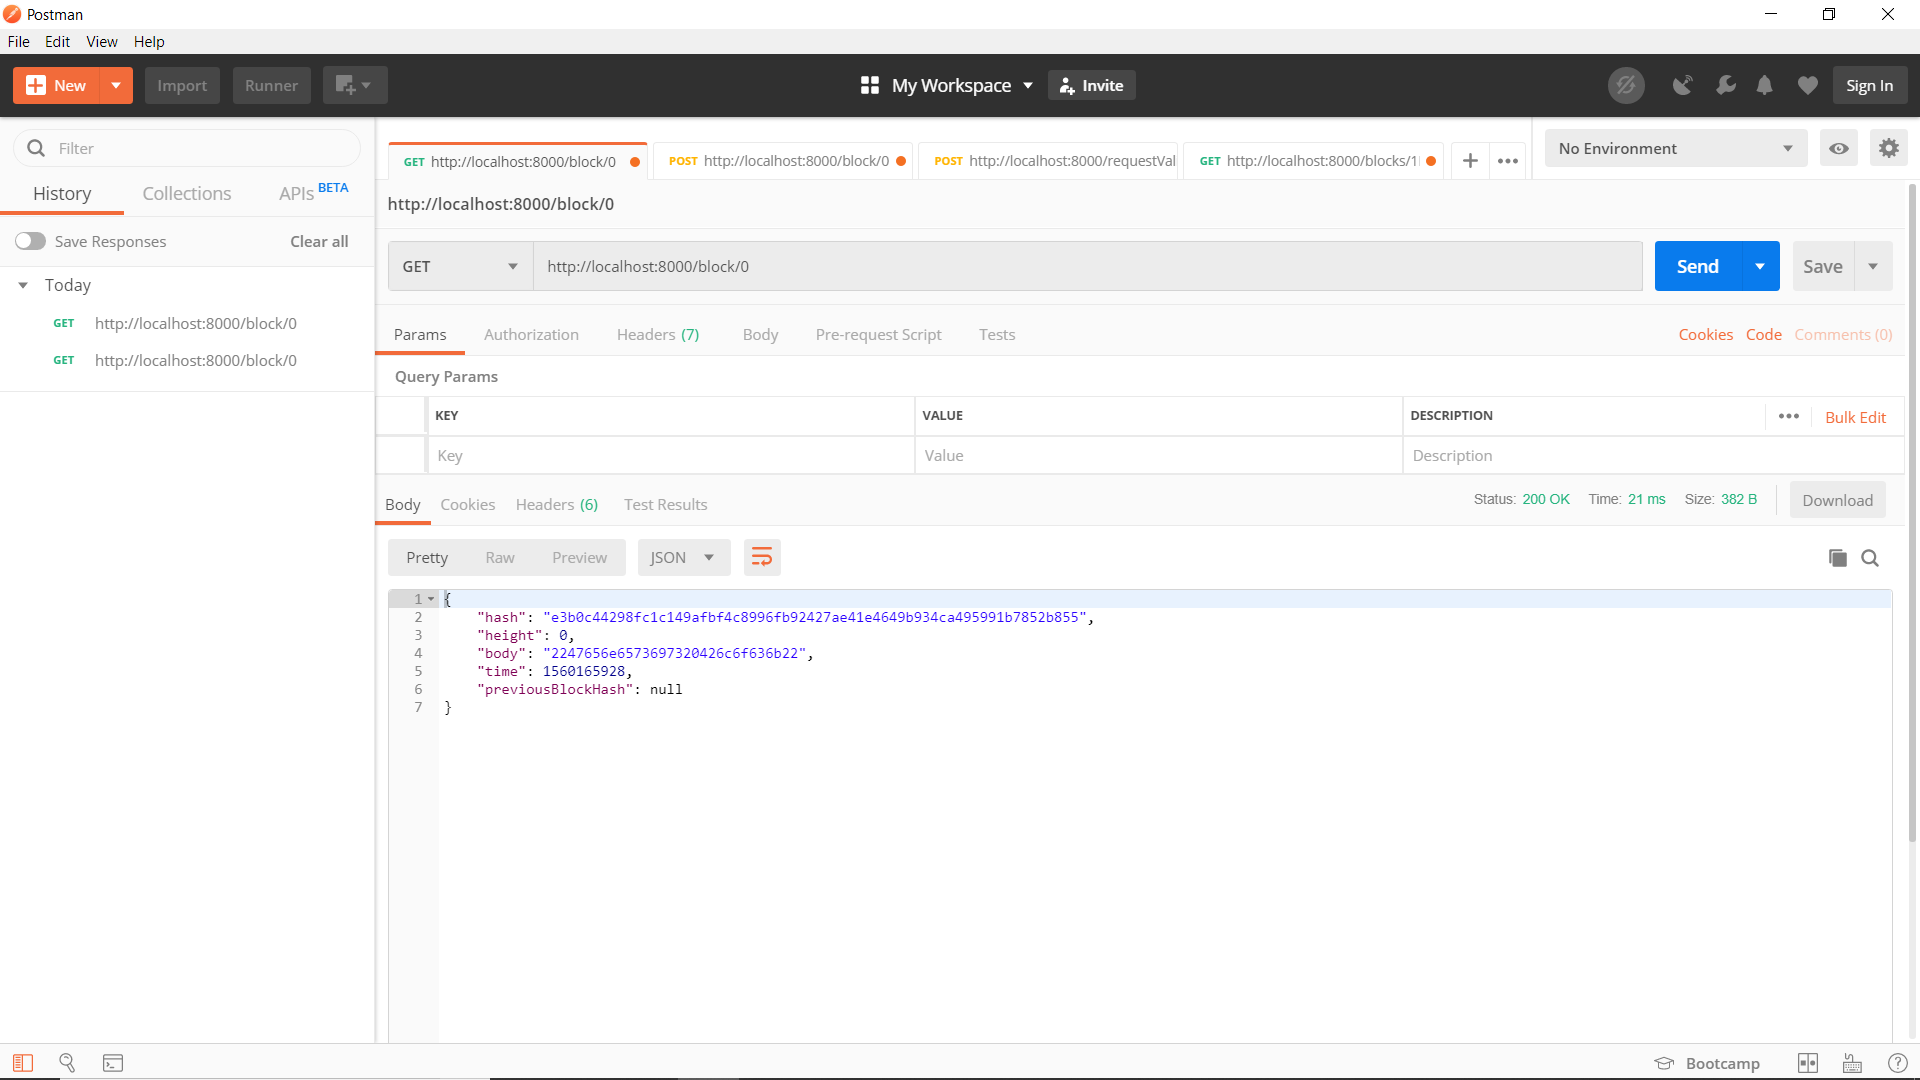 Postman
File Edit View Help
New Import Runner My Workspace Invite Sign In
Filter
History Collections APIs BETA
Save Responses Clear all
Today
GET http://localhost:8000/block/0
GET http://localhost:8000/block/0
GET http://localhost:8000/block/0 POST http://localhost:8000/block/0 POST http://localhost:8000/requestVal GET http://localhost:8000/blocks/1 No Environment
http://localhost:8000/block/0
GET http://localhost:8000/block/0 Send Save
Params Authorization Headers (7) Body Pre-request Script Tests Cookies Code Comments (0)
Query Params
KEY VALUE DESCRIPTION Bulk Edit
Key Value Description
Body Cookies Headers (6) Test Results Status: 200 OK Time: 21 ms Size: 382 B Download
Pretty Raw Preview JSON
1 {
2 "hash": "e3b0c44298fc1c149afbf4c8996fb92427ae41e4649b934ca495991b7852b855",
3 "height": 0,
4 "body": "2247656e6573697320426c6f636b22",
5 "time": 1560165928,
6 "previousBlockHash": null
7 }
Bootcamp